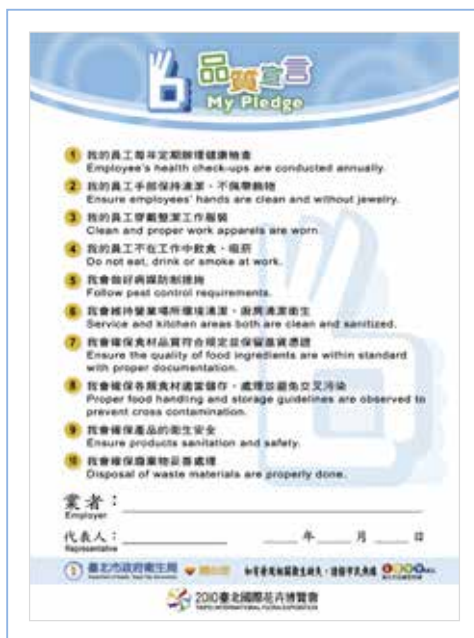 品質宣言
My Pledge
1 我的員工每年定期辦理健康檢查
Employee's health check-ups are conducted annually.
2 我的員工手部保持清潔、不佩帶飾物
Ensure employees' hands are clean and without jewelry.
3 我的員工穿戴整潔工作服裝
Clean and proper work apparels are worn.
4 我的員工不在工作中飲食、吸菸
Do not eat, drink or smoke at work.
5 我會做好病媒防制措施
Follow pest control requirements.
6 我會維持營業場所環境清潔、廚房清潔衛生
Service and kitchen areas both are clean and sanitized.
7 我會確保食材品質符合規定並保留進貨憑證
Ensure the quality of food ingredients are within standard
with proper documentation.
8 我會確保各類食材適當儲存、處理並避免交叉污染
Proper food handling and storage guidelines are observed to
prevent cross contamination.
9 我會確保產品的衛生安全
Ensure products sanitation and safety.
10 我會確保廢棄物妥善處理
Disposal of waste materials are properly done.
業者：
Employer
代表人： 年 月 日
Representative
臺北市政府衛生局
2010臺北國際花卉博覽會
TAIPEI INTERNATIONAL FLORA EXPOSITION